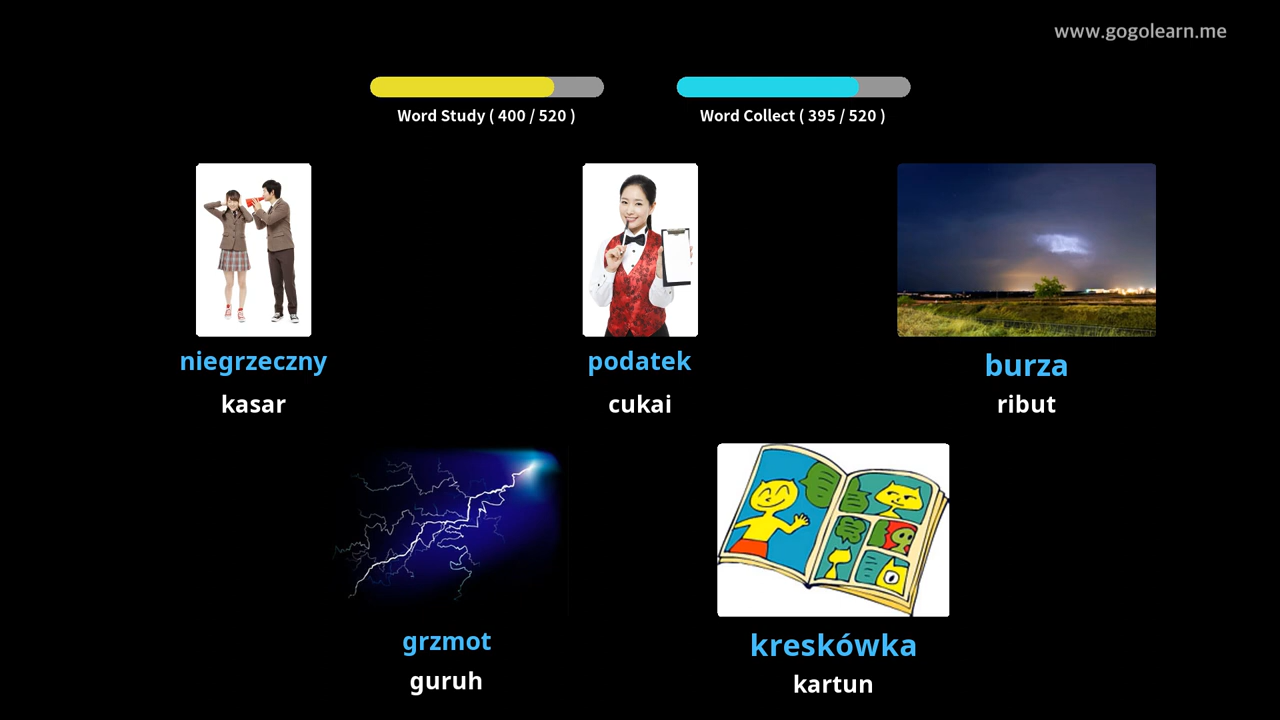 www.gogolearn.me
Word Study ( 400 / 520 )
Word Collect ( 395 / 520 )
niegrzeczny
kasar
podatek
cukai
burza
ribut
grzmot
guruh
kreskówka
kartun